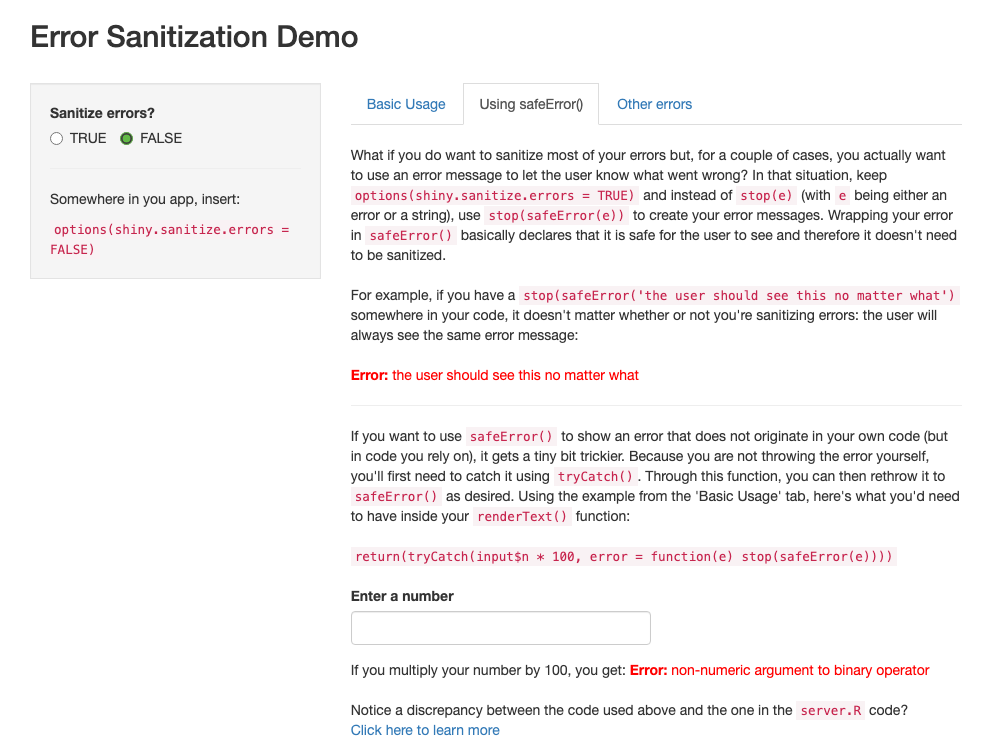 Error Sanitization Demo
Sanitize errors?
TRUE FALSE
Somewhere in you app, insert:
options(shiny.sanitize.errors =
FALSE)
Basic Usage Using safeError() Other errors
What if you do want to sanitize most of your errors but, for a couple of cases, you actually want
to use an error message to let the user know what went wrong? In that situation, keep
options(shiny.sanitize.errors = TRUE) and instead of stop(e) (with e being either an
error or a string), use stop(safeError(e)) to create your error messages. Wrapping your error
in safeError() basically declares that it is safe for the user to see and therefore it doesn't need
to be sanitized.
For example, if you have a stop(safeError('the user should see this no matter what')
somewhere in your code, it doesn't matter whether or not you're sanitizing errors: the user will
always see the same error message:
Error: the user should see this no matter what
If you want to use safeError() to show an error that does not originate in your own code (but
in code you rely on), it gets a tiny bit trickier. Because you are not throwing the error yourself,
you'll first need to catch it using tryCatch(). Through this function, you can then rethrow it to
safeError() as desired. Using the example from the 'Basic Usage' tab, here's what you'd need
to have inside your renderText() function:
return(tryCatch(input$n * 100, error = function(e) stop(safeError(e))))
Enter a number
If you multiply your number by 100, you get: Error: non-numeric argument to binary operator
Notice a discrepancy between the code used above and the one in the server.R code?
Click here to learn more